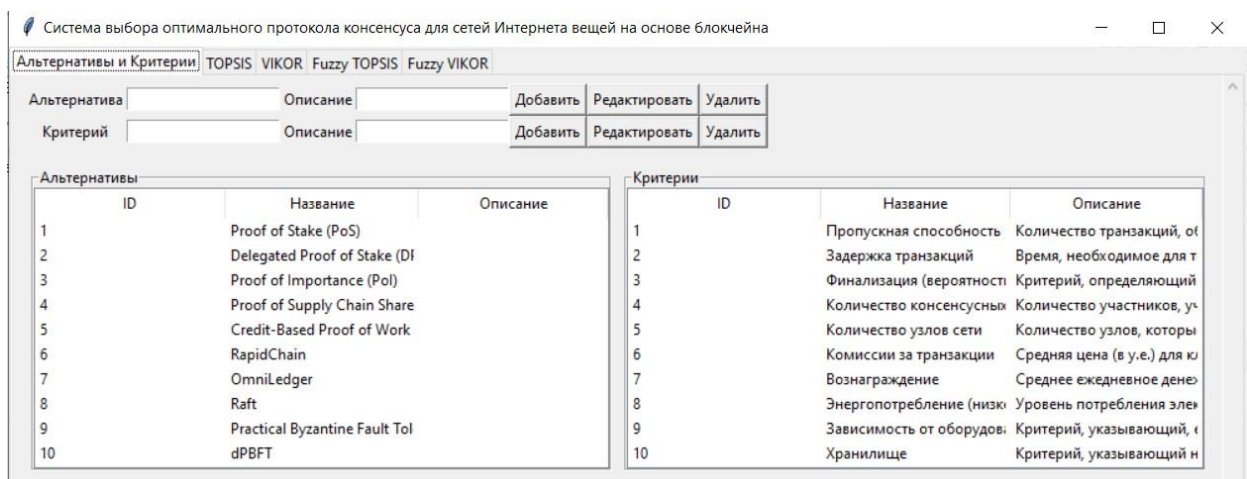 Система выбора оптимального протокола консенсуса для сетей Интернета вещей на основе блокчейна
Альтернативы и Критерии TOPSIS VIKOR Fuzzy TOPSIS Fuzzy VIKOR
Альтернатива Описание Добавить Редактировать Удалить
Критерий Описание Добавить Редактировать Удалить
Альтернативы
ID Название Описание
1 Proof of Stake (PoS)
2 Delegated Proof of Stake
3 Proof of Importance (PoI)
4 Proof of Supply Chain Share
5 Credit-Based Proof of Work
6 RapidChain
7 OmniLedger
8 Raft
9 Practical Byzantine Fault Tol
10 dPBFT
Критерии
ID Название Описание
1 Пропускная способность Количество транзакций,
2 Задержка транзакций Время, необходимое для т
3 Финализация (вероятност Критерий, определяющий
4 Количество консенсусных Количество участников, уч
5 Количество узлов сети Количество узлов, которы
6 Комиссии за транзакции Средняя цена (в у.е.) для
7 Вознаграждение Среднее ежедневное
8 Энергопотребление (низк Уровень потребления элек
9 Зависимость от оборудов Критерий, указывающий,
10 Хранилище Критерий, указывающий н